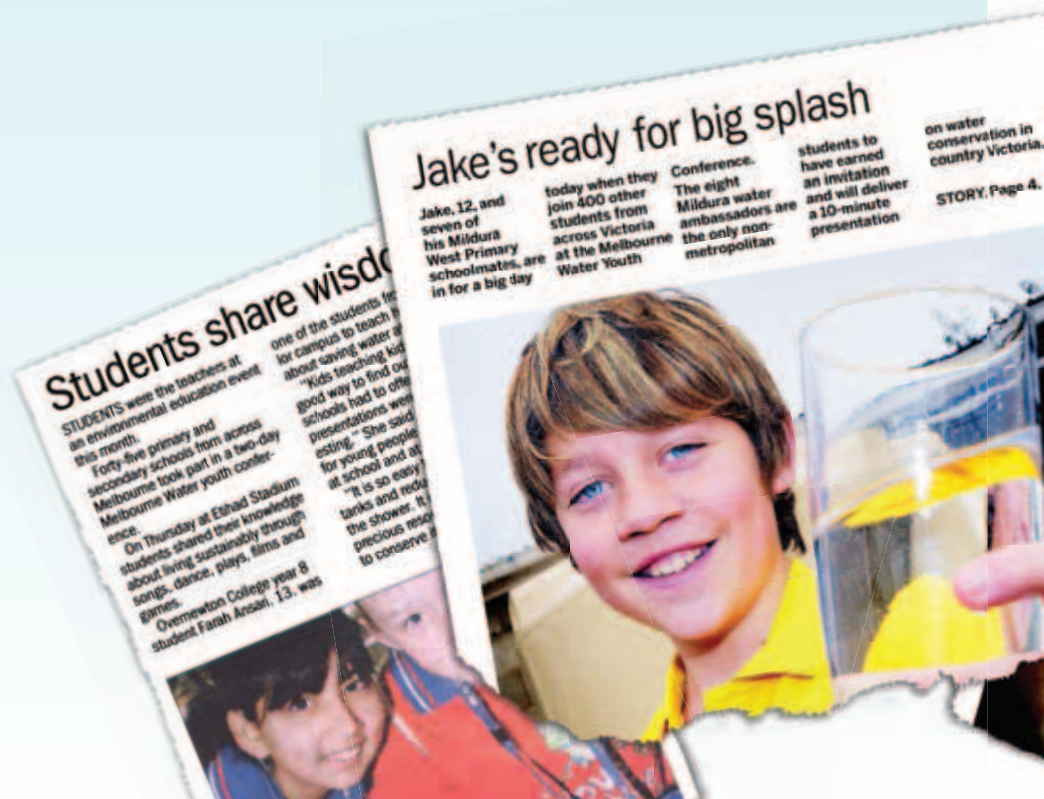 Jake's ready for big splash
Jake, 12, and
seven of
his Mildura
West Primary
schoolmates, are
in for a big day
today when they
join 400 other
students from
across Victoria
at the Melbourne
Water Youth
Conference.
The eight
Mildura water
ambassadors are
the only non-
metropolitan
students to
have earned
an invitation
and will deliver
a 10-minute
presentation
on water
conservation in
country Victoria.
STORY, Page 4.
Students share
STUDENTS were the teachers at
an environmental education event
this month.
Forty-five primary and
secondary schools from across
Melbourne took part in a two-day
Melbourne Water youth confer-
ence.
On Thursday at Etihad Stadium
students shared their knowledge
about living sustainably through
songs, dance, plays, films and
games.
Overnewton College year 8
student Farah Ansari, 13, was
one of the students
ior campus to teach
about saving water
"Kids teaching
good way to find
schools had to
presentations
esting." She said
for young people
at school and at
"It is so easy
tanks and
the shower. It
precious
to conserve